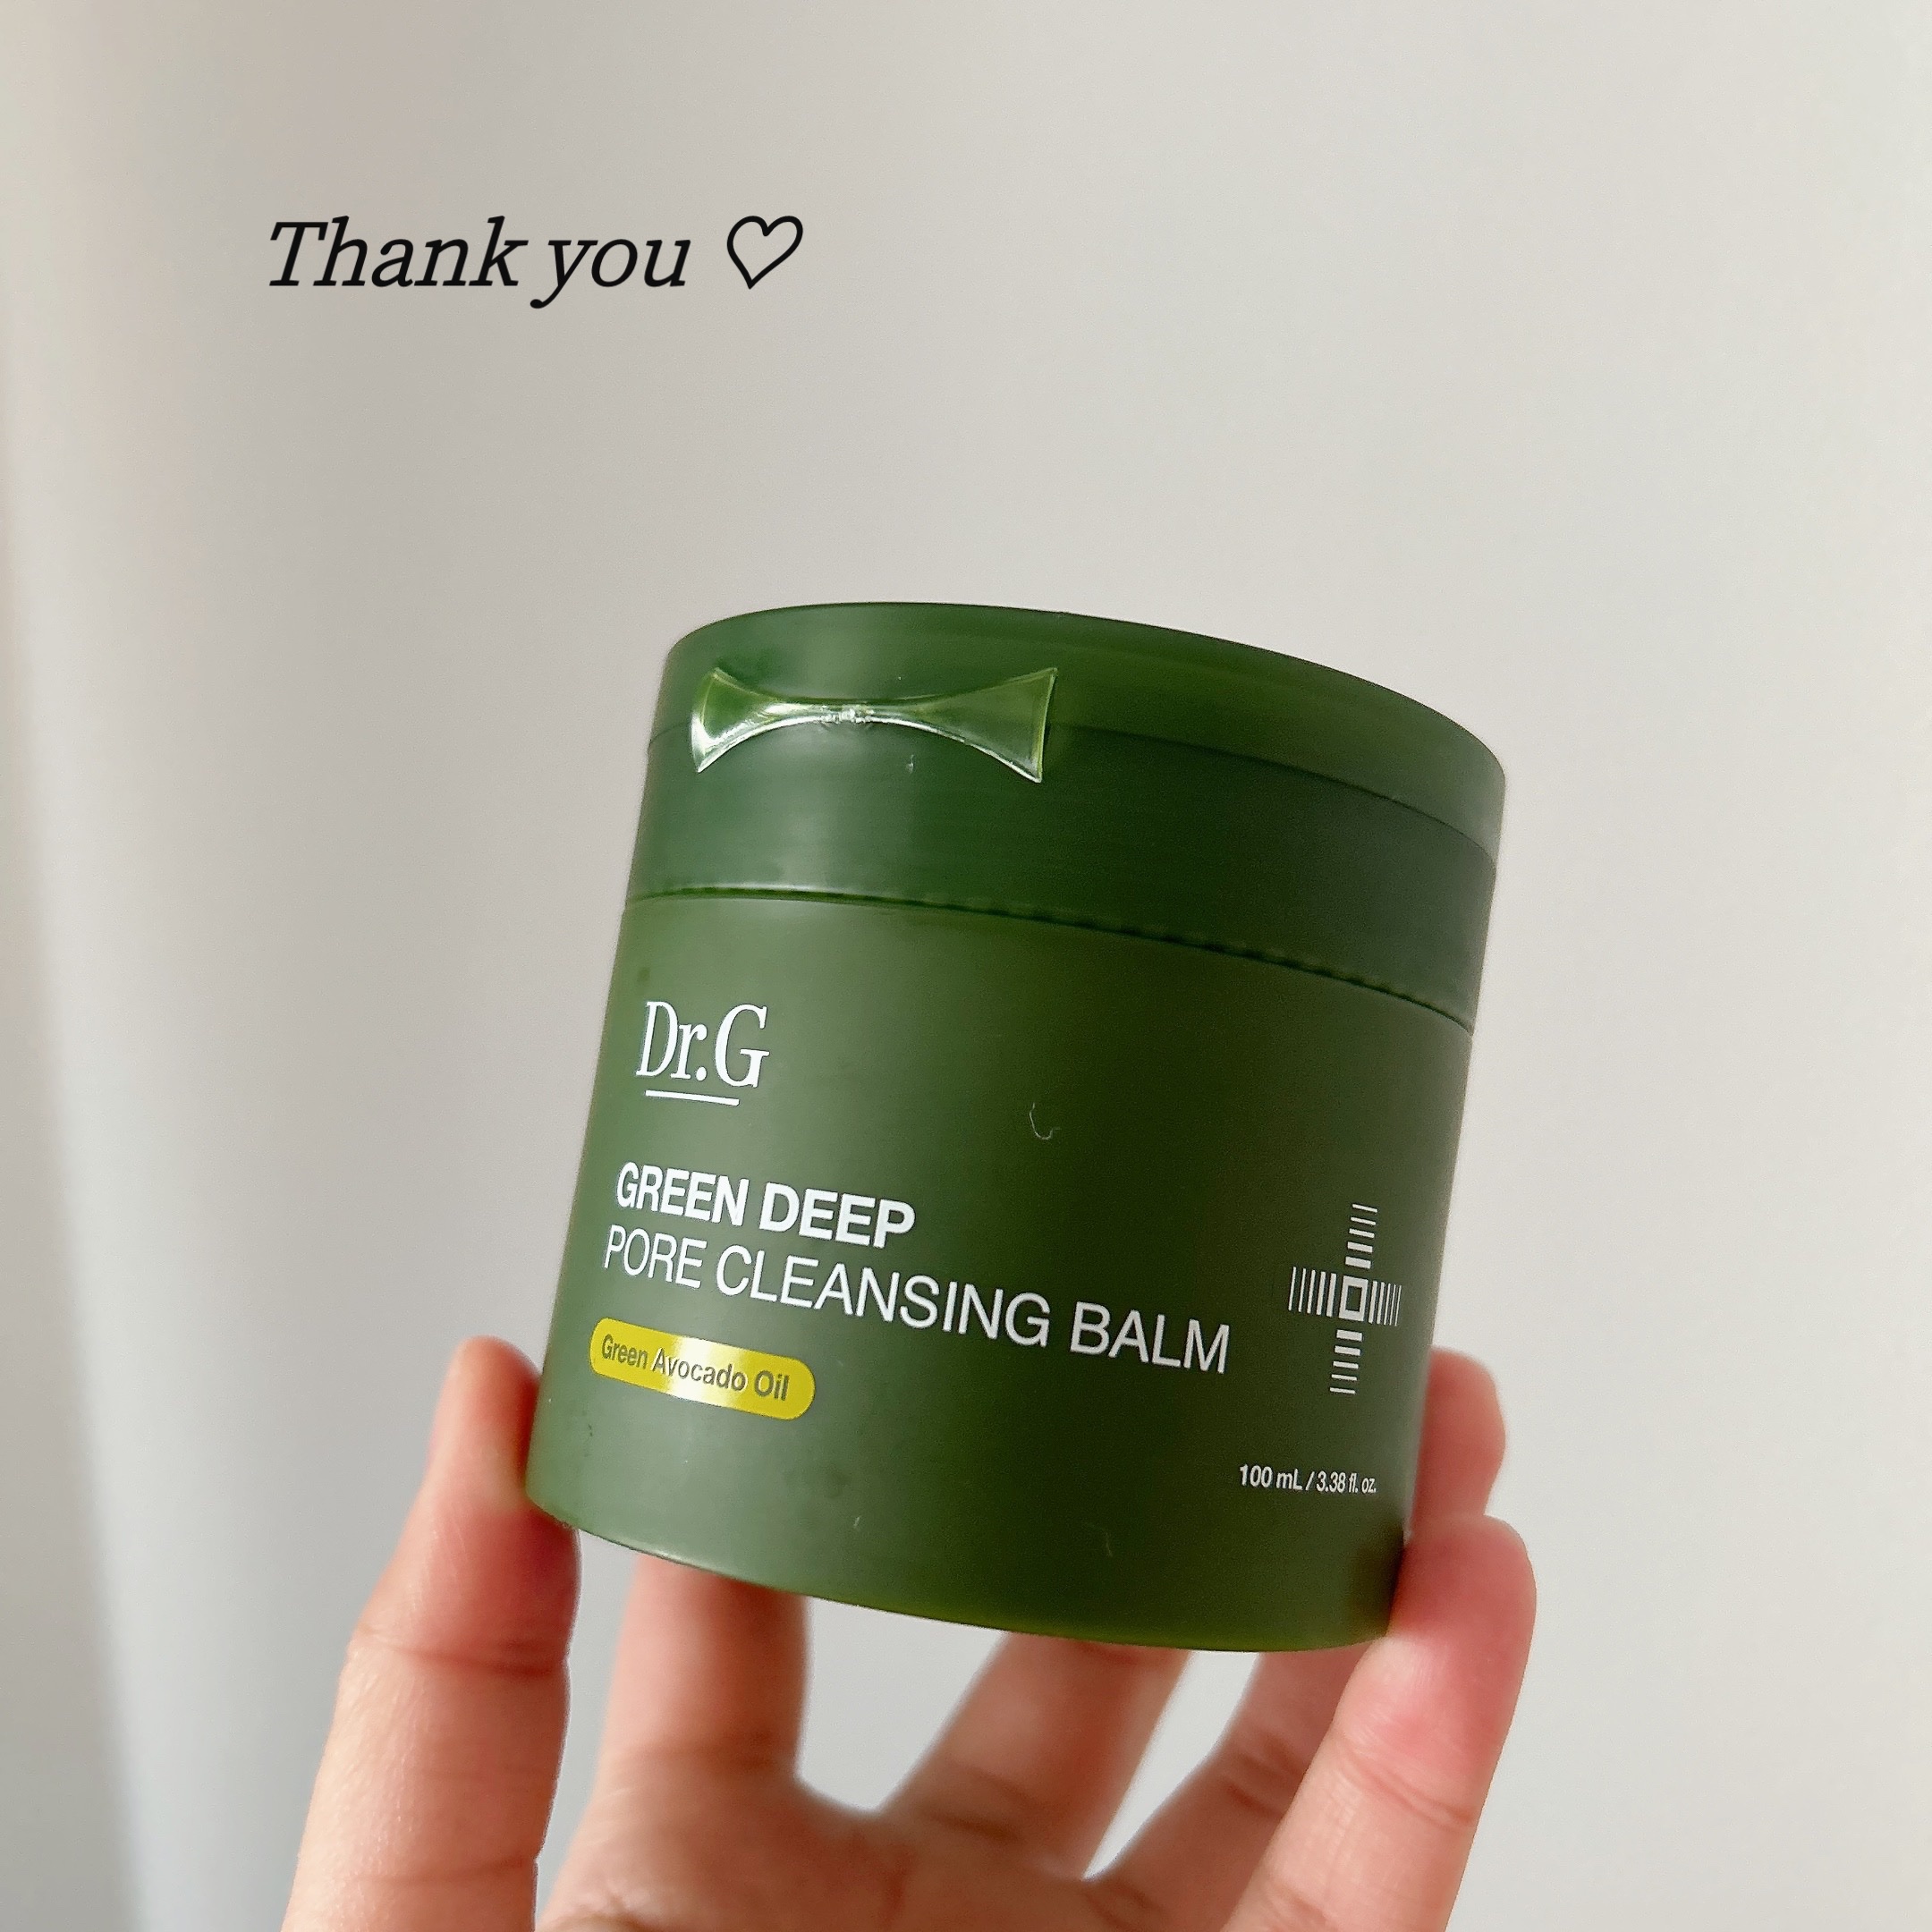 Thank you ♡
Dr.G
GREEN DEEP
PORE CLEANSING BALM
Green Avocado Oil
100 mL / 3.38 fl. oz.